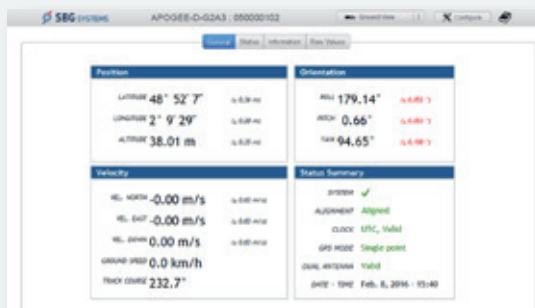 SBG SYSTEMS APOGEE-D-G2A3 : 050000102 Ground View Configure
General Status Information Raw Values
Position
LATITUDE 48° 52' 7"
LONGITUDE 2° 9' 29"
ALTITUDE 38.01 m
Orientation
ROLL 179.14°
PITCH 0.66°
YAW 94.65°
Velocity
VEL. NORTH -0.00 m/s
VEL. EAST -0.00 m/s
VEL. DOWN 0.00 m/s
GROUND SPEED 0.0 km/h
TRACK COURSE 232.7°
Status Summary
SYSTEM ✓
ALIGNMENT Aligned
CLOCK UTC, Valid
GPS MODE Single point
DUAL ANTENNA Valid
DATE - TIME Feb. 8, 2016 - 15:40